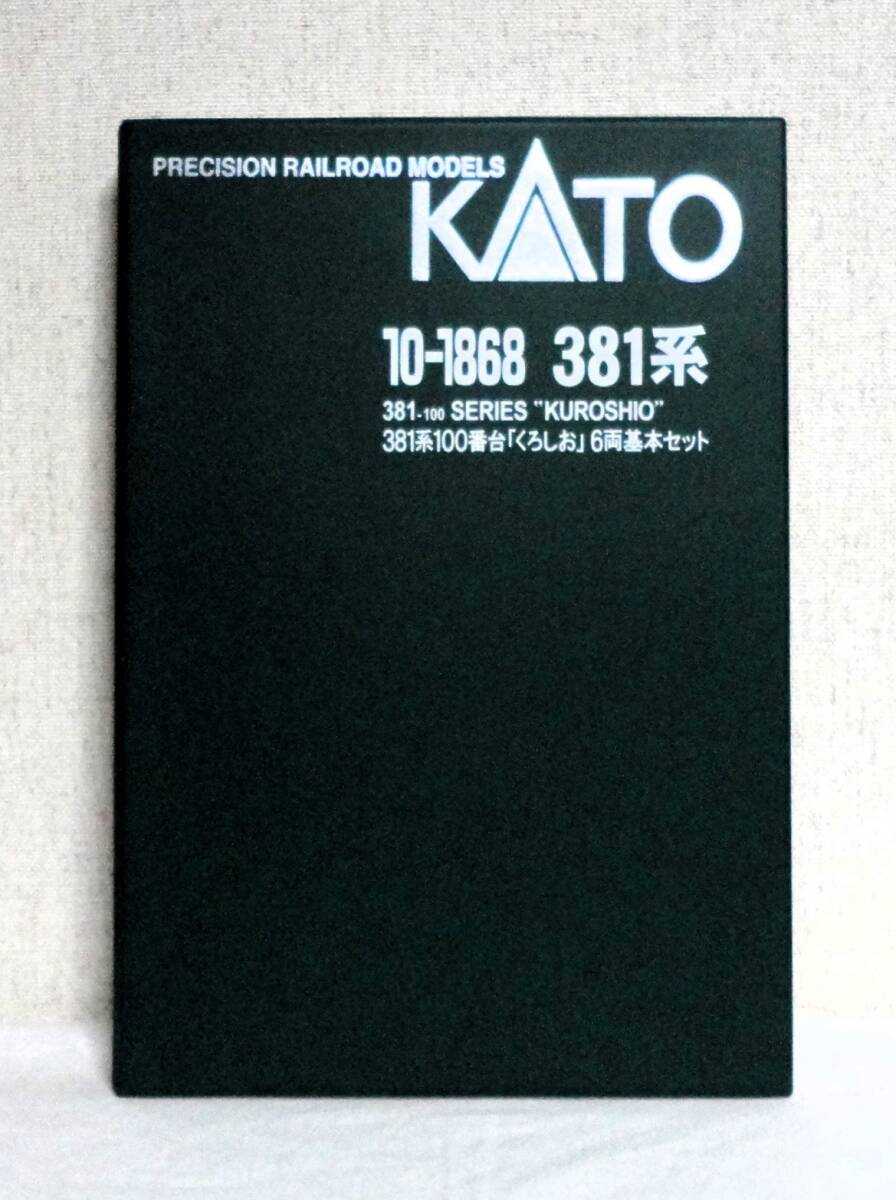 PRECISION RAILROAD MODELS
KATO
10-1868 381系
381-100 SERIES "KUROSHIO"
381系100番台「くろしお」6両基本セット